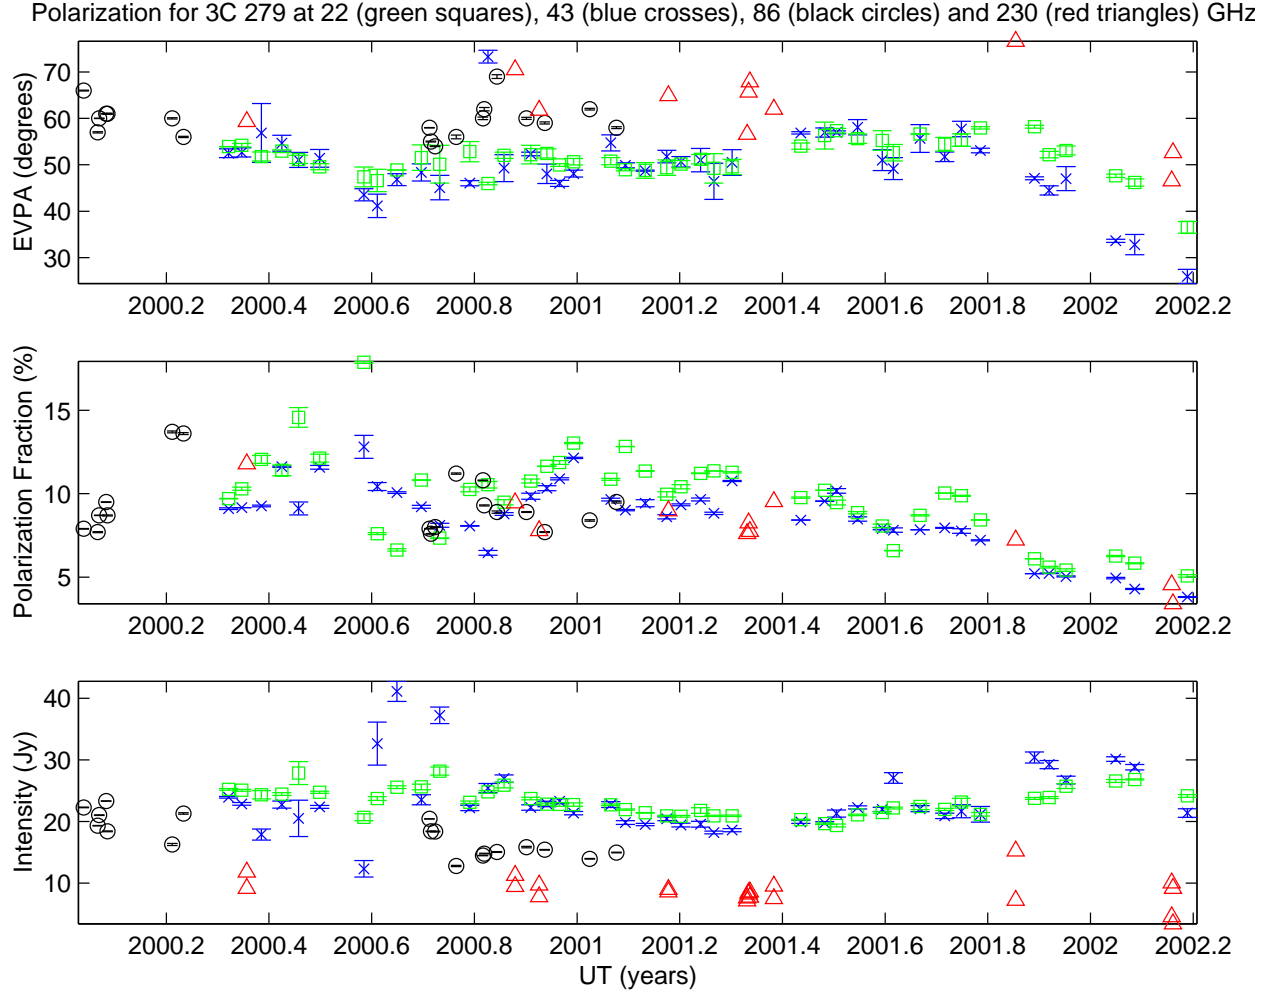 Polarization for 3C 279 at 22 (green squares), 43 (blue crosses), 86 (black circles) and 230 (red triangles) GHz
EVPA (degrees)
70
60
50
40
30
2000.2 2000.4 2000.6 2000.8 2001 2001.2 2001.4 2001.6 2001.8 2002 2002.2
Polarization Fraction (%)
15
10
5
2000.2 2000.4 2000.6 2000.8 2001 2001.2 2001.4 2001.6 2001.8 2002 2002.2
Intensity (Jy)
40
30
20
10
2000.2 2000.4 2000.6 2000.8 2001 2001.2 2001.4 2001.6 2001.8 2002 2002.2
UT (years)